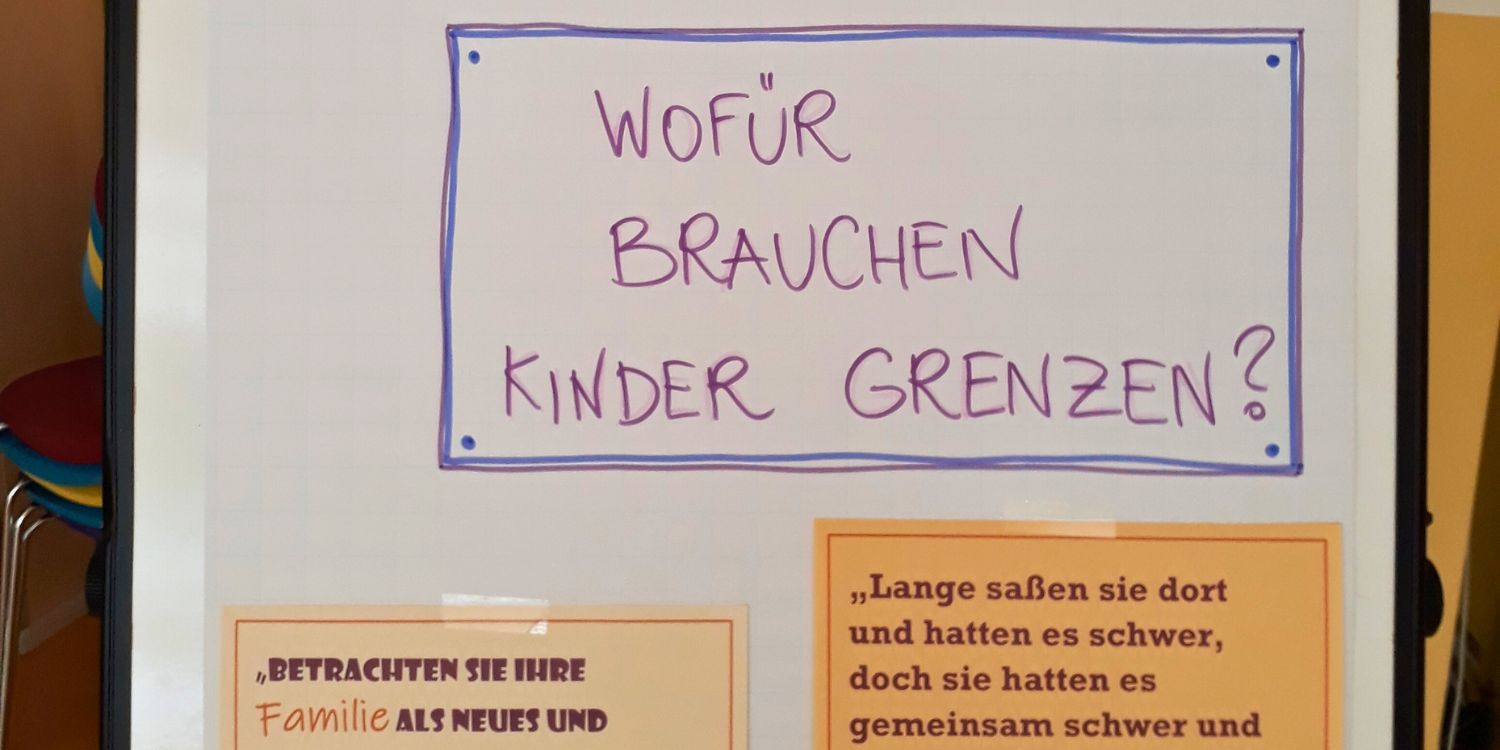 WOFÜR
BRAUCHEN
KINDER GRENZEN?
„BETRACHTEN SIE IHRE
Familie ALS NEUES UND
„Lange saßen sie dort
und hatten es schwer,
doch sie hatten es
gemeinsam schwer und